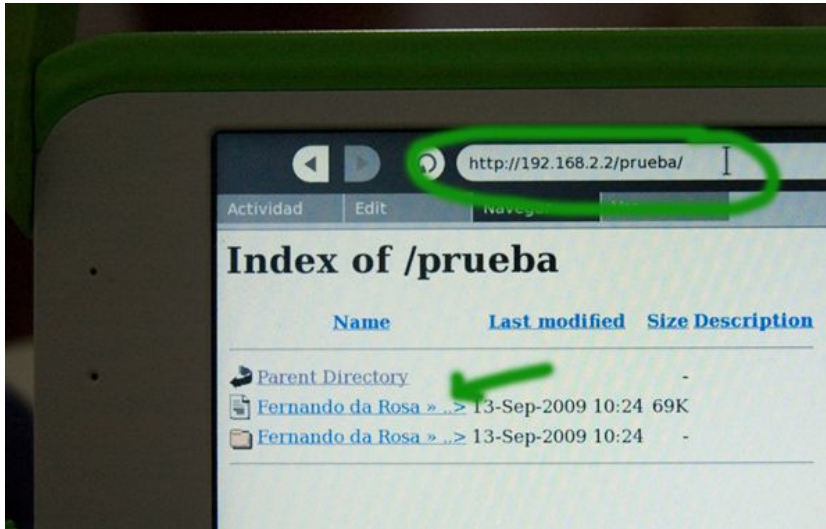 http://192.168.2.2/prueba/
Actividad Edit Navegar
Index of /prueba
Name Last modified Size Description
Parent Directory -
Fernando da Rosa » ..> 13-Sep-2009 10:24 69K
Fernando da Rosa » ..> 13-Sep-2009 10:24 -